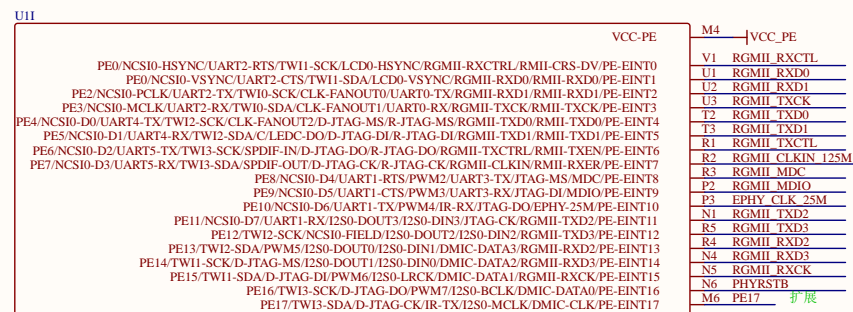 U1I
VCC-PE M4 VCC_PE
PE0/NCSI0-HSYNC/UART2-RTS/TWI1-SCK/LCD0-HSYNC/RGMII-RXCTRL/RMII-CRS-DV/PE-EINT0 V1 RGMII_RXCTL
PE0/NCSI0-VSYNC/UART2-CTS/TWI1-SDA/LCD0-VSYNC/RGMII-RXD0/RMII-RXD0/PE-EINT1 U1 RGMII_RXD0
PE2/NCSI0-PCLK/UART2-TX/TWI0-SCK/CLK-FANOUT0/UART0-TX/RGMII-RXD1/RMII-RXD1/PE-EINT2 U2 RGMII_RXD1
PE3/NCSI0-MCLK/UART2-RX/TWI0-SDA/CLK-FANOUT1/UART0-RX/RGMII-TXCK/RMII-TXCK/PE-EINT3 U3 RGMII_TXCK
PE4/NCSI0-D0/UART4-TX/TWI2-SCK/CLK-FANOUT2/D-JTAG-MS/R-JTAG-MS/RGMII-TXD0/RMII-TXD0/PE-EINT4 T2 RGMII_TXD0
PE5/NCSI0-D1/UART4-RX/TWI2-SDA/C/LEDC-DO/D-JTAG-DI/R-JTAG-DI/RGMII-TXD1/RMII-TXD1/PE-EINT5 T3 RGMII_TXD1
PE6/NCSI0-D2/UART5-TX/TWI3-SCK/SPDIF-IN/D-JTAG-DO/R-JTAG-DO/RGMII-TXCTRL/RMII-TXEN/PE-EINT6 R1 RGMII_TXCTL
PE7/NCSI0-D3/UART5-RX/TWI3-SDA/SPDIF-OUT/D-JTAG-CK/R-JTAG-CK/RGMII-CLKIN/RMII-RXER/PE-EINT7 R2 RGMII_CLKIN_125M
PE8/NCSI0-D4/UART1-RTS/PWM2/UART3-TX/JTAG-MS/MDC/PE-EINT8 R3 RGMII_MDC
PE9/NCSI0-D5/UART1-CTS/PWM3/UART3-RX/JTAG-DI/MDIO/PE-EINT9 P2 RGMII_MDIO
PE10/NCSI0-D6/UART1-TX/PWM4/IR-RX/JTAG-DO/EPHY-25M/PE-EINT10 P3 EPHY_CLK_25M
PE11/NCSI0-D7/UART1-RX/I2S0-DOUT3/I2S0-DIN3/JTAG-CK/RGMII-TXD2/PE-EINT11 N1 RGMII_TXD2
PE12/TWI2-SCK/NCSI0-FIELD/I2S0-DOUT2/I2S0-DIN2/RGMII-TXD3/PE-EINT12 R5 RGMII_TXD3
PE13/TWI2-SDA/PWM5/I2S0-DOUT0/I2S0-DIN1/DMIC-DATA3/RGMII-RXD2/PE-EINT13 R4 RGMII_RXD2
PE14/TWI1-SCK/D-JTAG-MS/I2S0-DOUT1/I2S0-DIN0/DMIC-DATA2/RGMII-RXD3/PE-EINT14 N4 RGMII_RXD3
PE15/TWI1-SDA/D-JTAG-DI/PWM6/I2S0-LRCK/DMIC-DATA1/RGMII-RXCK/PE-EINT15 N5 RGMII_RXCK
PE16/TWI3-SCK/D-JTAG-DO/PWM7/I2S0-BCLK/DMIC-DATA0/PE-EINT16 N6 PHYRSTB
PE17/TWI3-SDA/D-JTAG-CK/IR-TX/I2S0-MCLK/DMIC-CLK/PE-EINT17 M6 PE17 扩展